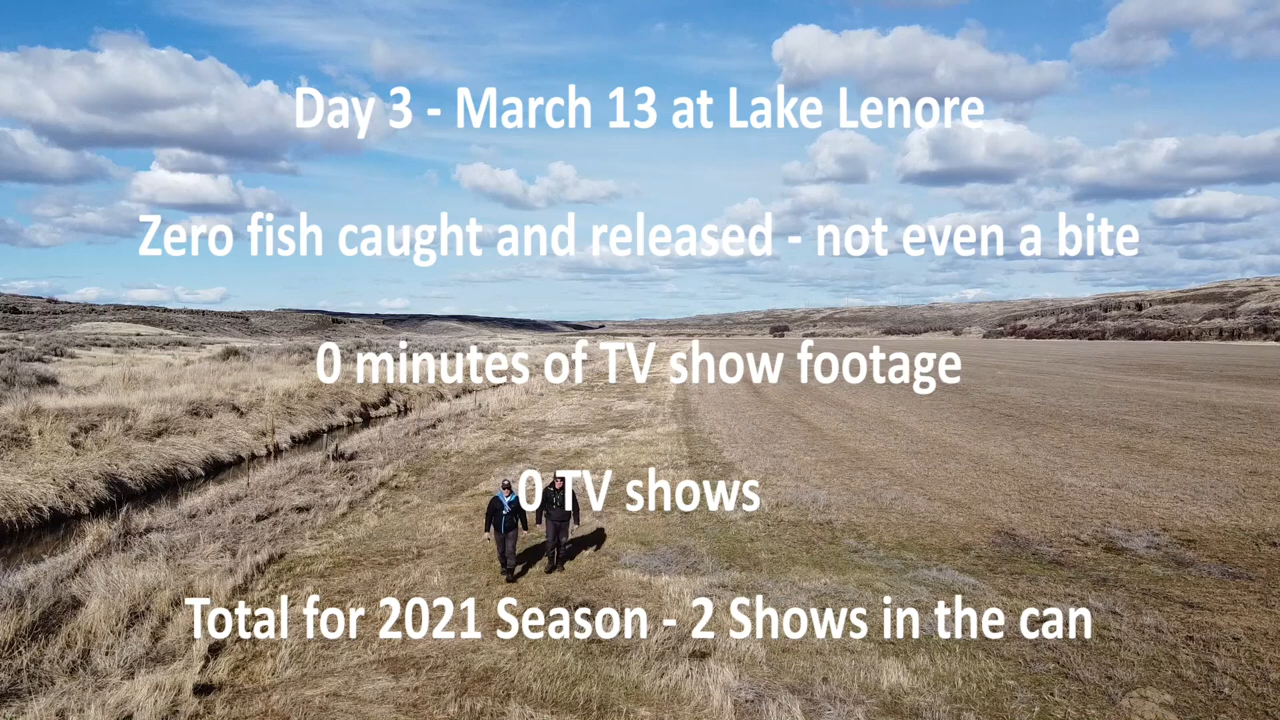 Day 3 - March 13 at Lake Lenore
Zero fish caught and released - not even a bite
0 minutes of TV show footage
0 TV shows
Total for 2021 Season - 2 Shows in the can